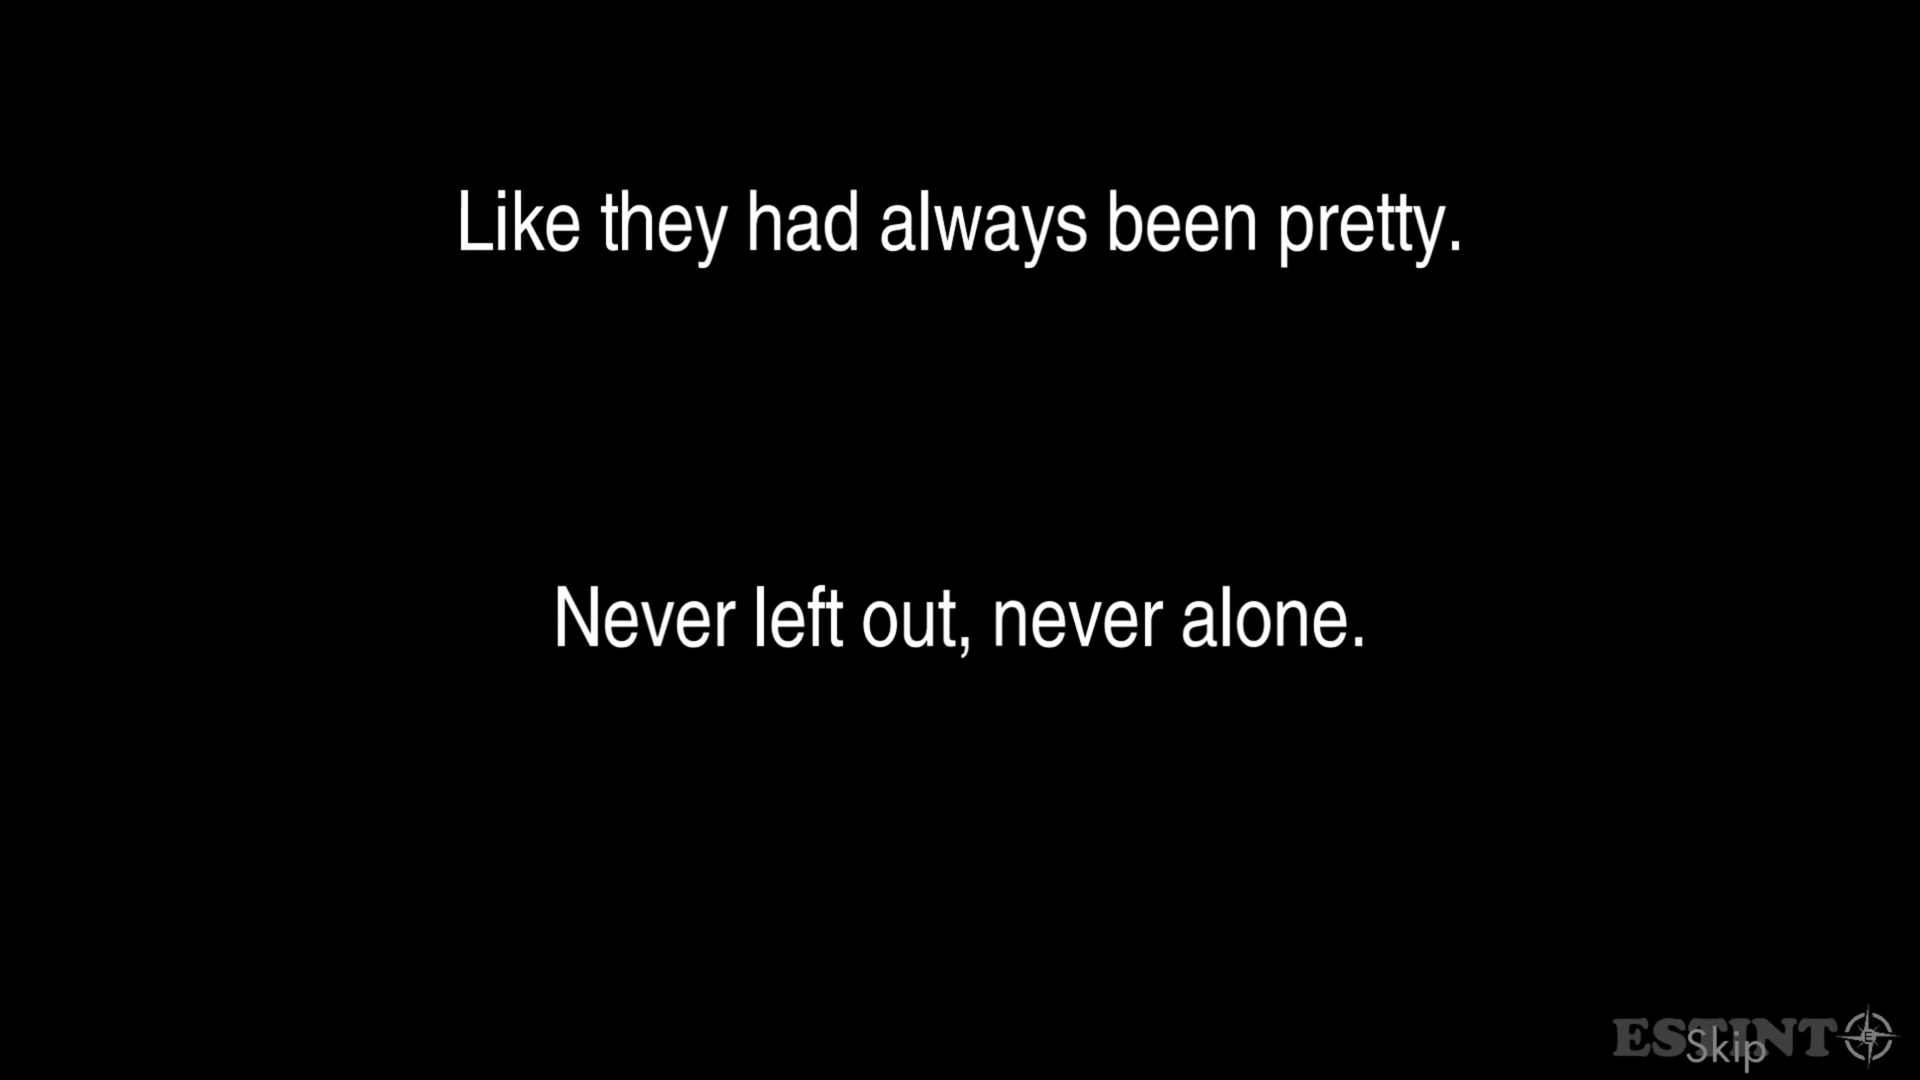 Like they had always been pretty.
Never left out, never alone.
ESTINT
Skip